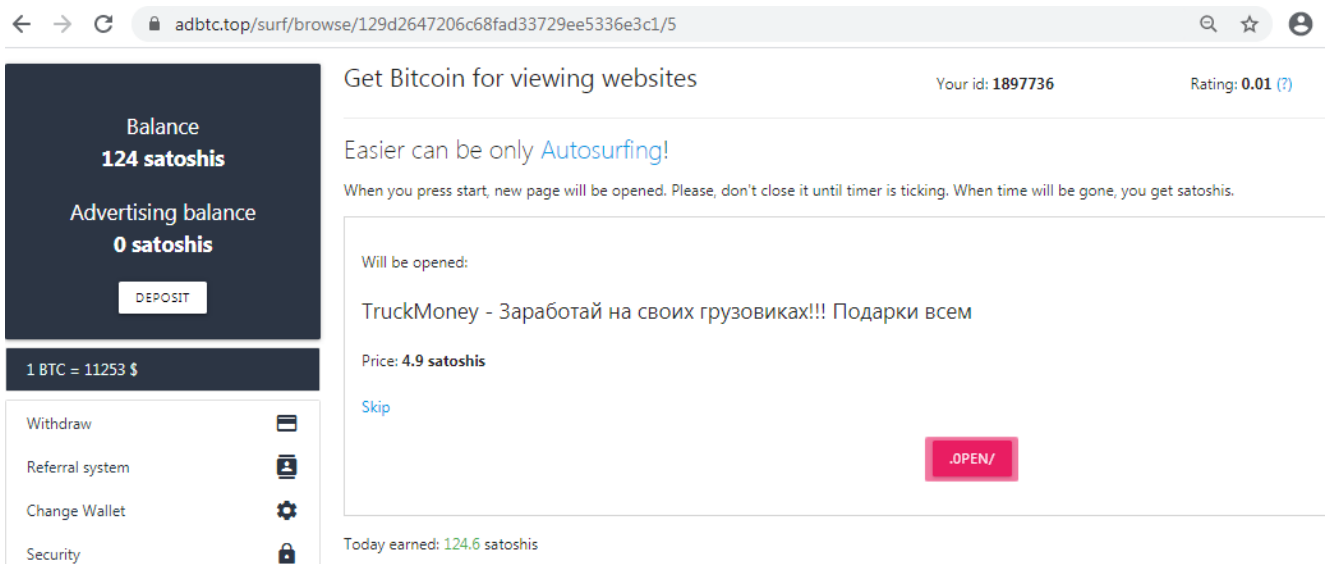 adbtc.top/surf/browse/129d2647206c68fad33729ee5336e3c1/5
Balance
124 satoshis
Advertising balance
0 satoshis
DEPOSIT
1 BTC = 11253 $
Withdraw
Referral system
Change Wallet
Security
Get Bitcoin for viewing websites
Your id: 1897736
Rating: 0.01 (?)
Easier can be only Autosurfing!
When you press start, new page will be opened. Please, don't close it until timer is ticking. When time will be gone, you get satoshis.
Will be opened:
TruckMoney - Заработай на своих грузовиках!!! Подарки всем
Price: 4.9 satoshis
Skip
.0PEN/
Today earned: 124.6 satoshis